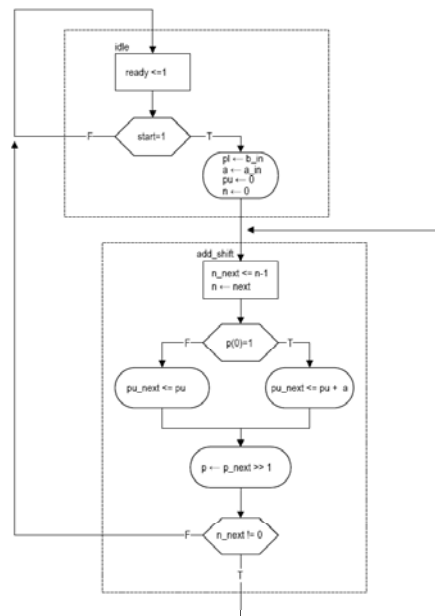 idle
ready <=1
F
start=1
T
pl ← b_in
a ← a_in
pu ← 0
n ← 0
add_shift
n_next <= n-1
n ← next
F
p(0)=1
T
pu_next <= pu
pu_next <= pu + a
p ← p_next >> 1
F
n_next != 0
T